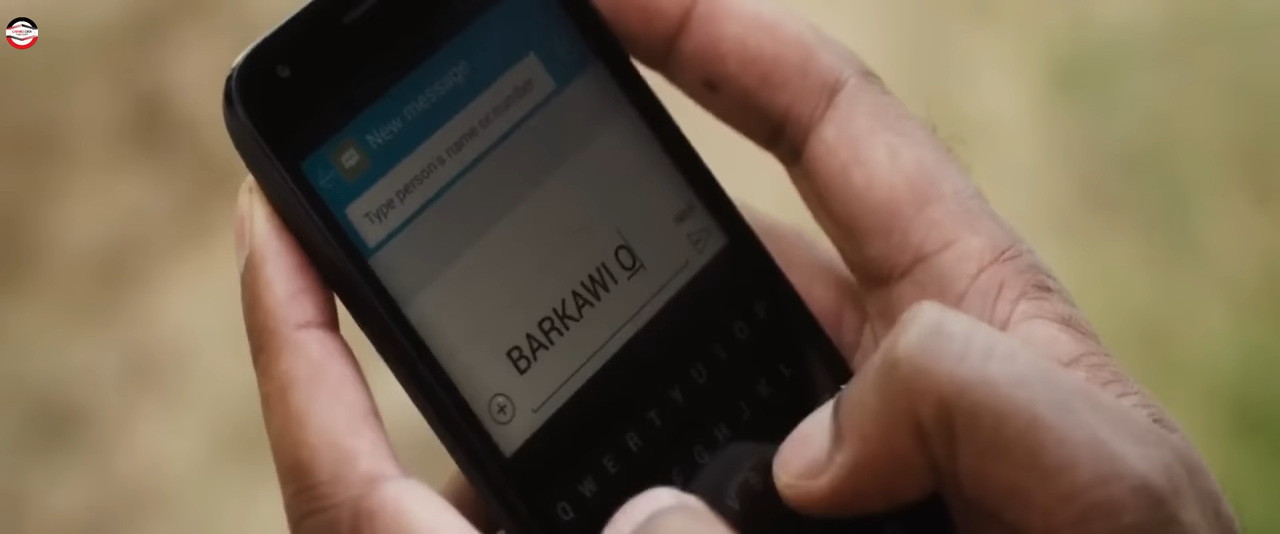 New message
Type person's name or number
BARKAWI O
Q W E R T Y U I O P
G H J K L
V